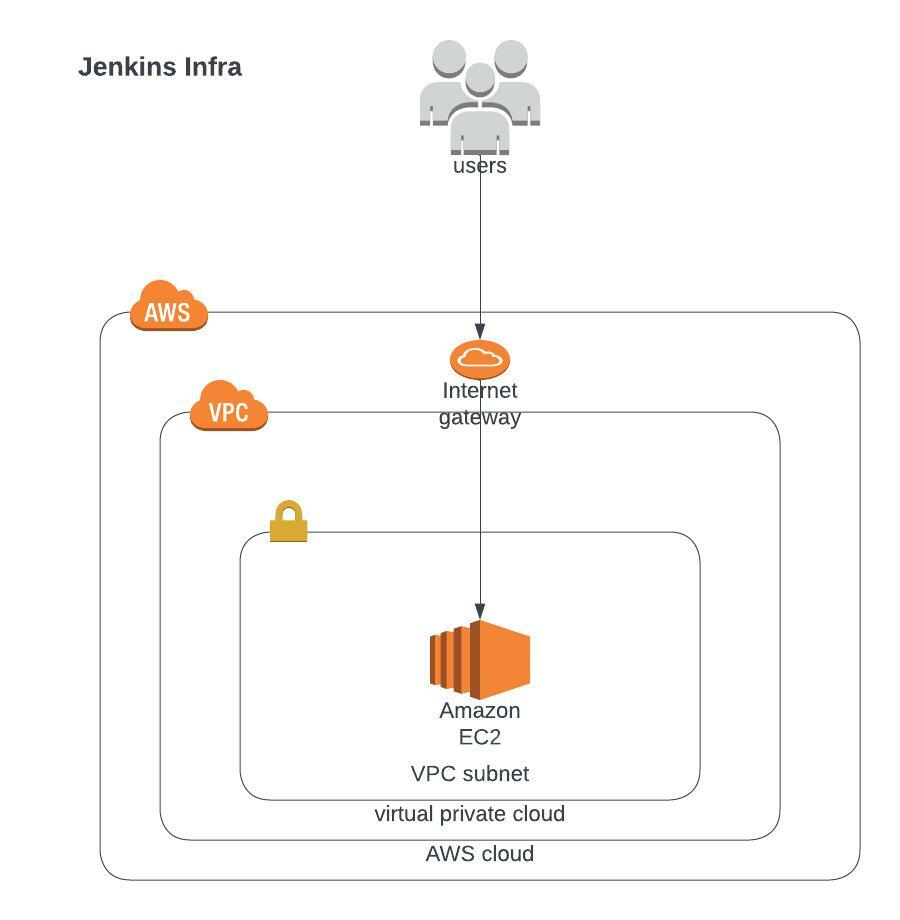 Jenkins Infra
users
AWS
Internet
gateway
VPC
Amazon
EC2
VPC subnet
virtual private cloud
AWS cloud